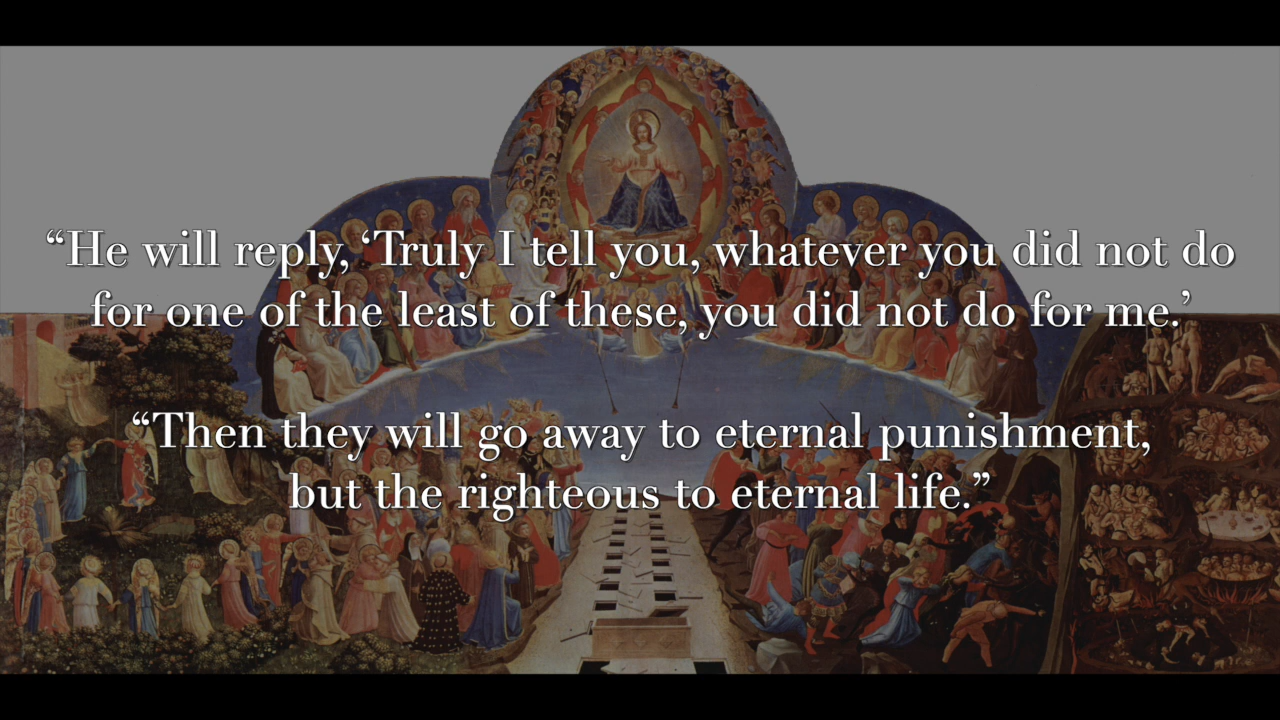 “He will reply, ‘Truly I tell you, whatever you did not do
for one of the least of these, you did not do for me.’
“Then they will go away to eternal punishment,
but the righteous to eternal life.”